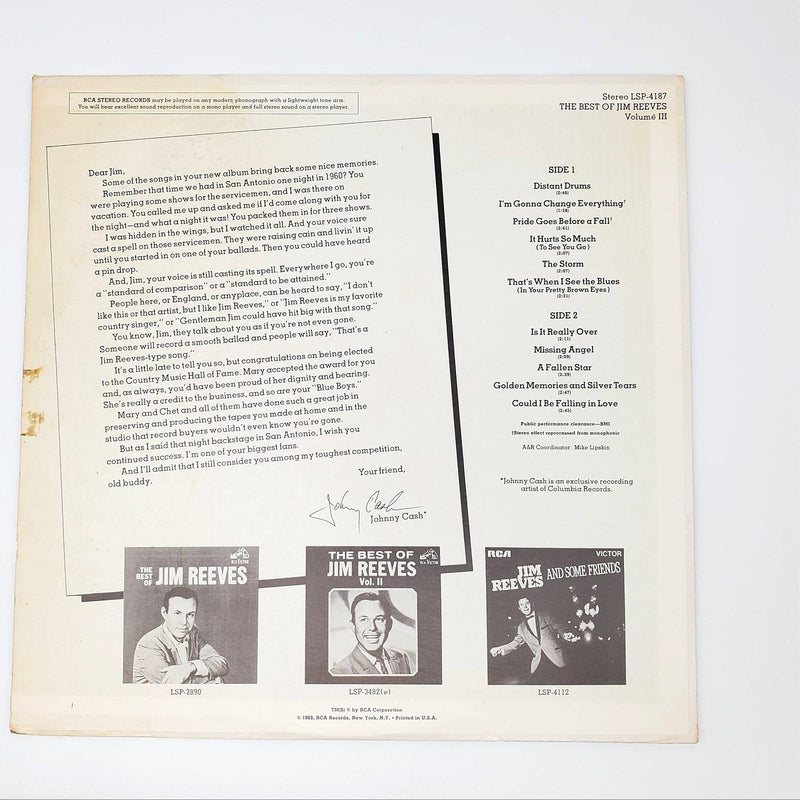 RCA STEREO RECORDS may be played on any modern phonograph with a lightweight tone arm.
You will hear excellent sound reproduction on a mono player and full stereo sound on a stereo player.
Stereo LSP-4187
THE BEST OF JIM REEVES
Volume III
Dear Jim,
Some of the songs in your new album bring back some nice memories.
Remember that time we had in San Antonio one night in 1960? You
were playing some shows for the servicemen, and I was there on
vacation. You called me up and asked me if I'd come along with you for
the night—and what a night it was! You packed them in for three shows.
I was hidden in the wings, but I watched it all. And your voice sure
cast a spell on those servicemen. They were raising cain and livin' it up
until you started in on one of your ballads. Then you could have heard
a pin drop.
And, Jim, your voice is still casting its spell. Everywhere I go, you're
a "standard of comparison" or a "standard to be attained."
People here, or England, or anyplace, can be heard to say, "I don't
like this or that artist, but I like Jim Reeves," or "Jim Reeves is my favorite
country singer," or "Gentleman Jim could have hit big with that song."
You know, Jim, they talk about you as if you're not even gone.
Someone will record a smooth ballad and people will say, "That's a
Jim Reeves-type song."
It's a little late to tell you so, but congratulations on being elected
to the Country Music Hall of Fame. Mary accepted the award for you
and, as always, you'd have been proud of her dignity and bearing.
She's really a credit to the business, and so are your "Blue Boys."
Mary and Chet and all of them have done such a great job in
preserving and producing the tapes you made at home and in the
studio that record buyers wouldn't even know you're gone.
But as I said that night backstage in San Antonio, I wish you
continued success. I'm one of your biggest fans.
And I'll admit that I still consider you among my toughest competition,
old buddy.
Your friend,
Johnny Cash
Johnny Cash*
SIDE 1
Distant Drums
(2:46)
I'm Gonna Change Everything†
(1:58)
Pride Goes Before a Fall†
(2:41)
It Hurts So Much
(To See You Go)
(2:07)
The Storm
(2:07)
That's When I See the Blues
(In Your Pretty Brown Eyes)
(2:21)
SIDE 2
Is It Really Over
(2:11)
Missing Angel
(2:09)
A Fallen Star
(2:39)
Golden Memories and Silver Tears
(2:47)
Could I Be Falling in Love
(2:45)
Public performance clearance—BMI
†Stereo effect reprocessed from monophonic
A&R Coordinator: Mike Lipskin
*Johnny Cash is an exclusive recording
artist of Columbia Records.
THE BEST OF JIM REEVES
RCA VICTOR
LSP-2890
THE BEST OF
JIM REEVES
Vol. II
RCA VICTOR
LSP-3482(e)
RCA VICTOR
JIM REEVES AND SOME FRIENDS
LSP-4112
TM(S) ® by RCA Corporation
© 1969, RCA Records, New York, N.Y. • Printed in U.S.A.